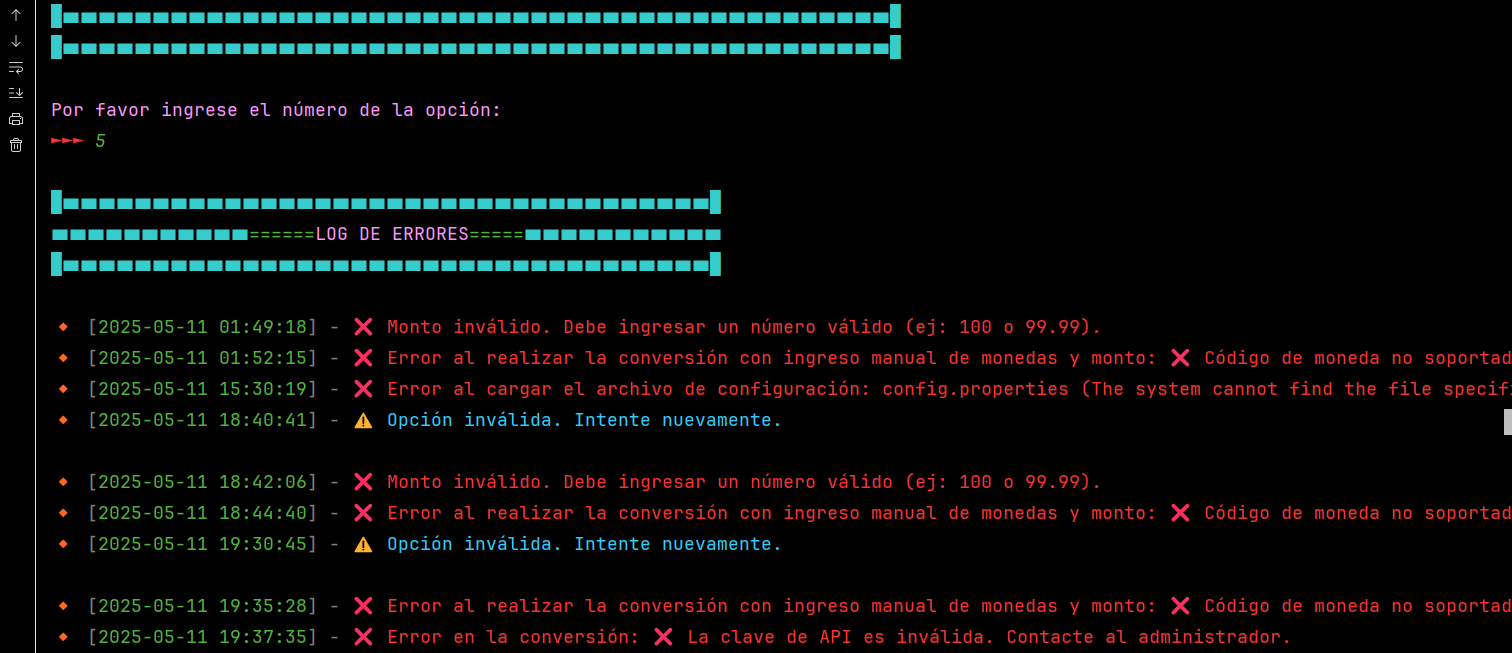 Por favor ingrese el número de la opción:
►►► 5
======LOG DE ERRORES=====
[2025-05-11 01:49:18] - ❌ Monto inválido. Debe ingresar un número válido (ej: 100 o 99.99).
[2025-05-11 01:52:15] - ❌ Error al realizar la conversión con ingreso manual de monedas y monto: ❌ Código de moneda no soportad
[2025-05-11 15:30:19] - ❌ Error al cargar el archivo de configuración: config.properties (The system cannot find the file specif
[2025-05-11 18:40:41] - ⚠️ Opción inválida. Intente nuevamente.
[2025-05-11 18:42:06] - ❌ Monto inválido. Debe ingresar un número válido (ej: 100 o 99.99).
[2025-05-11 18:44:40] - ❌ Error al realizar la conversión con ingreso manual de monedas y monto: ❌ Código de moneda no soportad
[2025-05-11 19:30:45] - ⚠️ Opción inválida. Intente nuevamente.
[2025-05-11 19:35:28] - ❌ Error al realizar la conversión con ingreso manual de monedas y monto: ❌ Código de moneda no soportad
[2025-05-11 19:37:35] - ❌ Error en la conversión: ❌ La clave de API es inválida. Contacte al administrador.